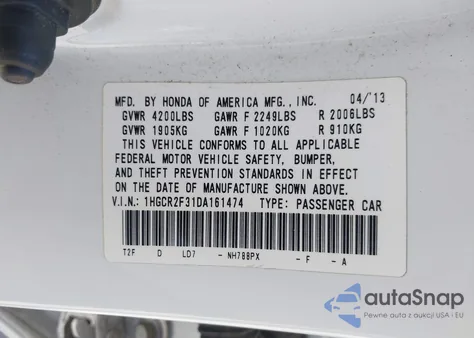 MFD. BY HONDA OF AMERICA MFG., INC. 04/'13
GVWR 4200LBS GAWR F 2249LBS R 2006LBS
GVWR 1905KG GAWR F 1020KG R 910KG
THIS VEHICLE CONFORMS TO ALL APPLICABLE
FEDERAL MOTOR VEHICLE SAFETY, BUMPER,
AND THEFT PREVENTION STANDARDS IN EFFECT
ON THE DATE OF MANUFACTURE SHOWN ABOVE.
V.I.N.: 1HGCR2F31DA161474 TYPE: PASSENGER CAR
T2F D LD7 - NH788PX - F - A
autoSnap
Pewne auta z aukcji USA i EU